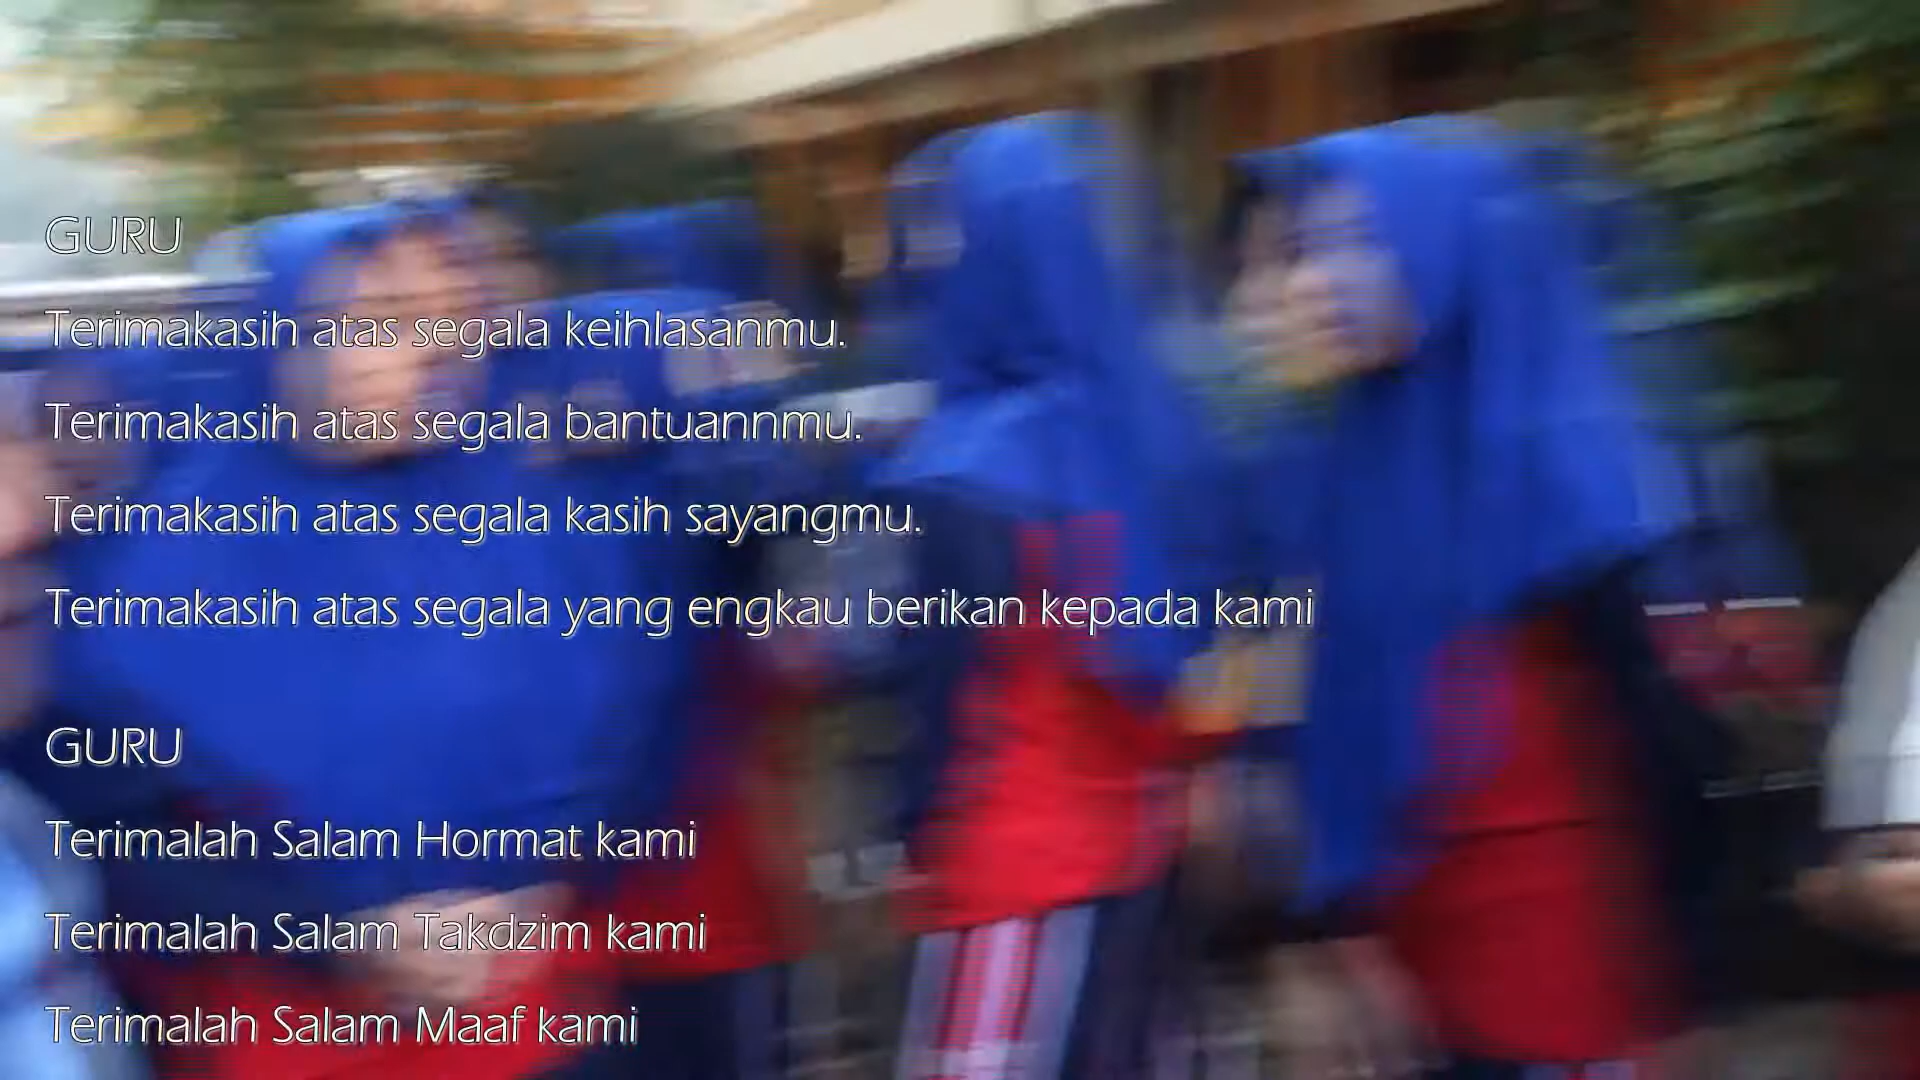 GURU
Terimakasih atas segala keihlasanmu.
Terimakasih atas segala bantuannmu.
Terimakasih atas segala kasih sayangmu.
Terimakasih atas segala yang engkau berikan kepada kami
GURU
Terimalah Salam Hormat kami
Terimalah Salam Takdzim kami
Terimalah Salam Maaf kami